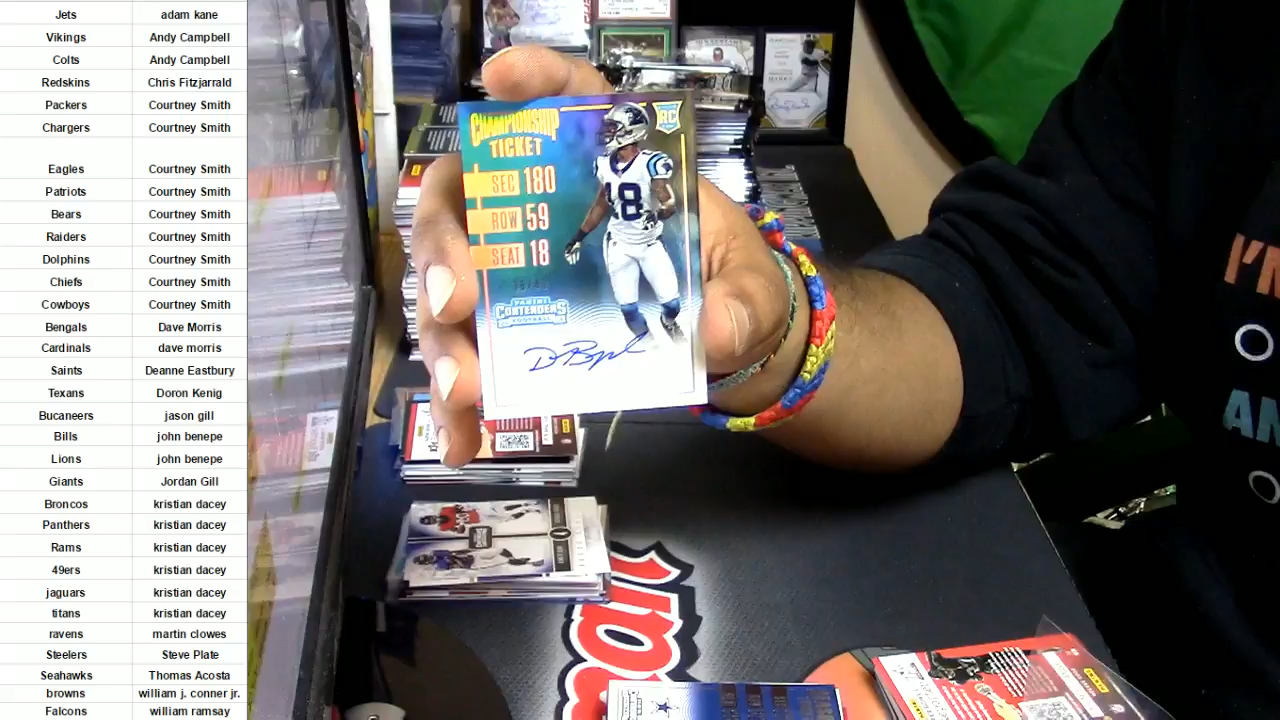 Jets adam kane
Vikings Andy Campbell
Colts Andy Campbell
Redskins Chris Fitzjarrald
Packers Courtney Smith
Chargers Courtney Smith
Eagles Courtney Smith
Patriots Courtney Smith
Bears Courtney Smith
Raiders Courtney Smith
Dolphins Courtney Smith
Chiefs Courtney Smith
Cowboys Courtney Smith
Bengals Dave Morris
Cardinals dave morris
Saints Deanne Eastbury
Texans Doron Kenig
Bucaneers jason gill
Bills john benepe
Lions john benepe
Giants Jordan Gill
Broncos kristian dacey
Panthers kristian dacey
Rams kristian dacey
49ers kristian dacey
jaguars kristian dacey
titans kristian dacey
ravens martin clowes
Steelers Steve Plate
Seahawks Thomas Acosta
browns william j. conner jr.
Falcons william ramsay
CHAMPIONSHIP
TICKET
RC
SEC 180
ROW 59
SEAT 18
18
PANINI
CONTENDERS
FOOTBALL
I'M
AN